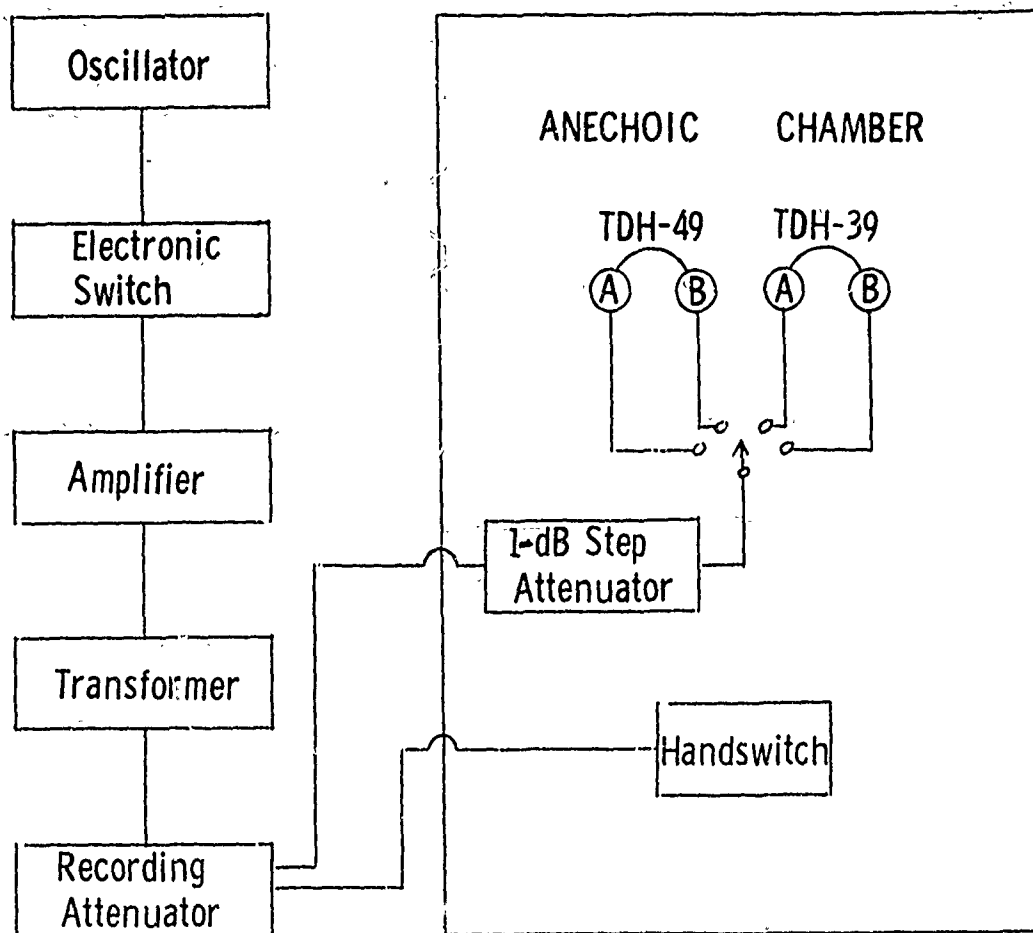 Oscillator
Electronic
Switch
Amplifier
Transformer
Recording
Attenuator
ANECHOIC CHAMBER
TDH-49 TDH-39
A B A B
1-dB Step
Attenuator
Handswitch